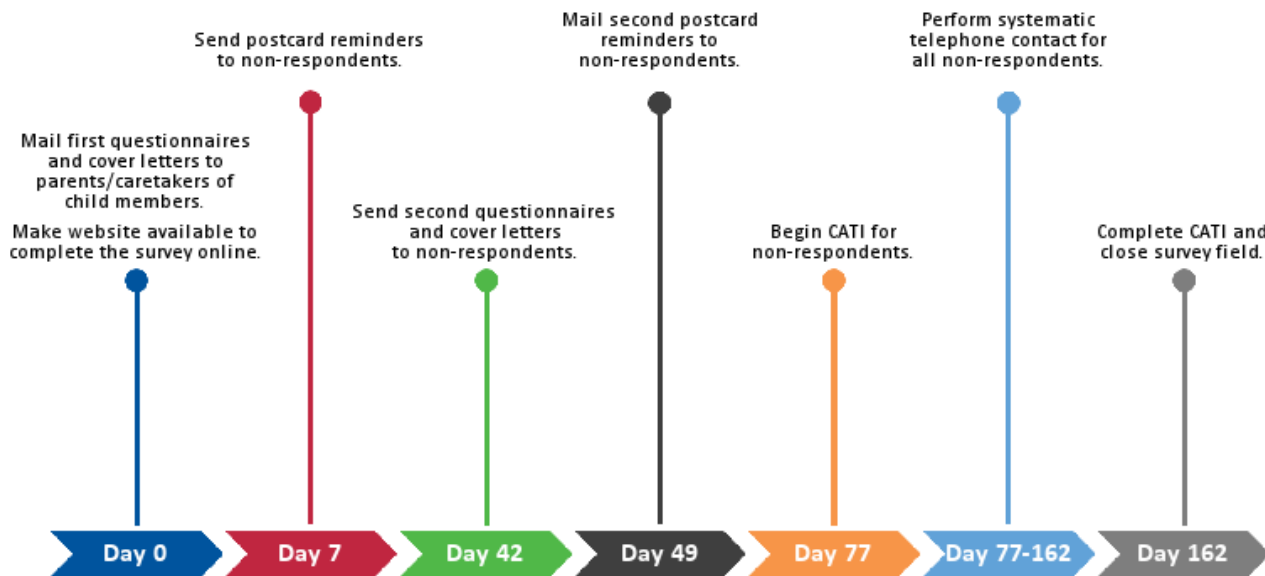 Mail first questionnaires
and cover letters to
parents/caretakers of
child members.
Make website available to
complete the survey online.
Send postcard reminders
to non-respondents.
Send second questionnaires
and cover letters
to non-respondents.
Mail second postcard
reminders to
non-respondents.
Begin CATI for
non-respondents.
Perform systematic
telephone contact for
all non-respondents.
Complete CATI and
close survey field.
Day 0
Day 7
Day 42
Day 49
Day 77
Day 77-162
Day 162